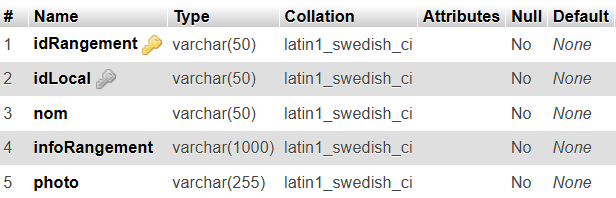 # Name Type Collation Attributes Null Default
1 idRangement varchar(50) latin1_swedish_ci No None
2 idLocal varchar(50) latin1_swedish_ci No None
3 nom varchar(50) latin1_swedish_ci No None
4 infoRangement varchar(1000) latin1_swedish_ci No None
5 photo varchar(255) latin1_swedish_ci No None